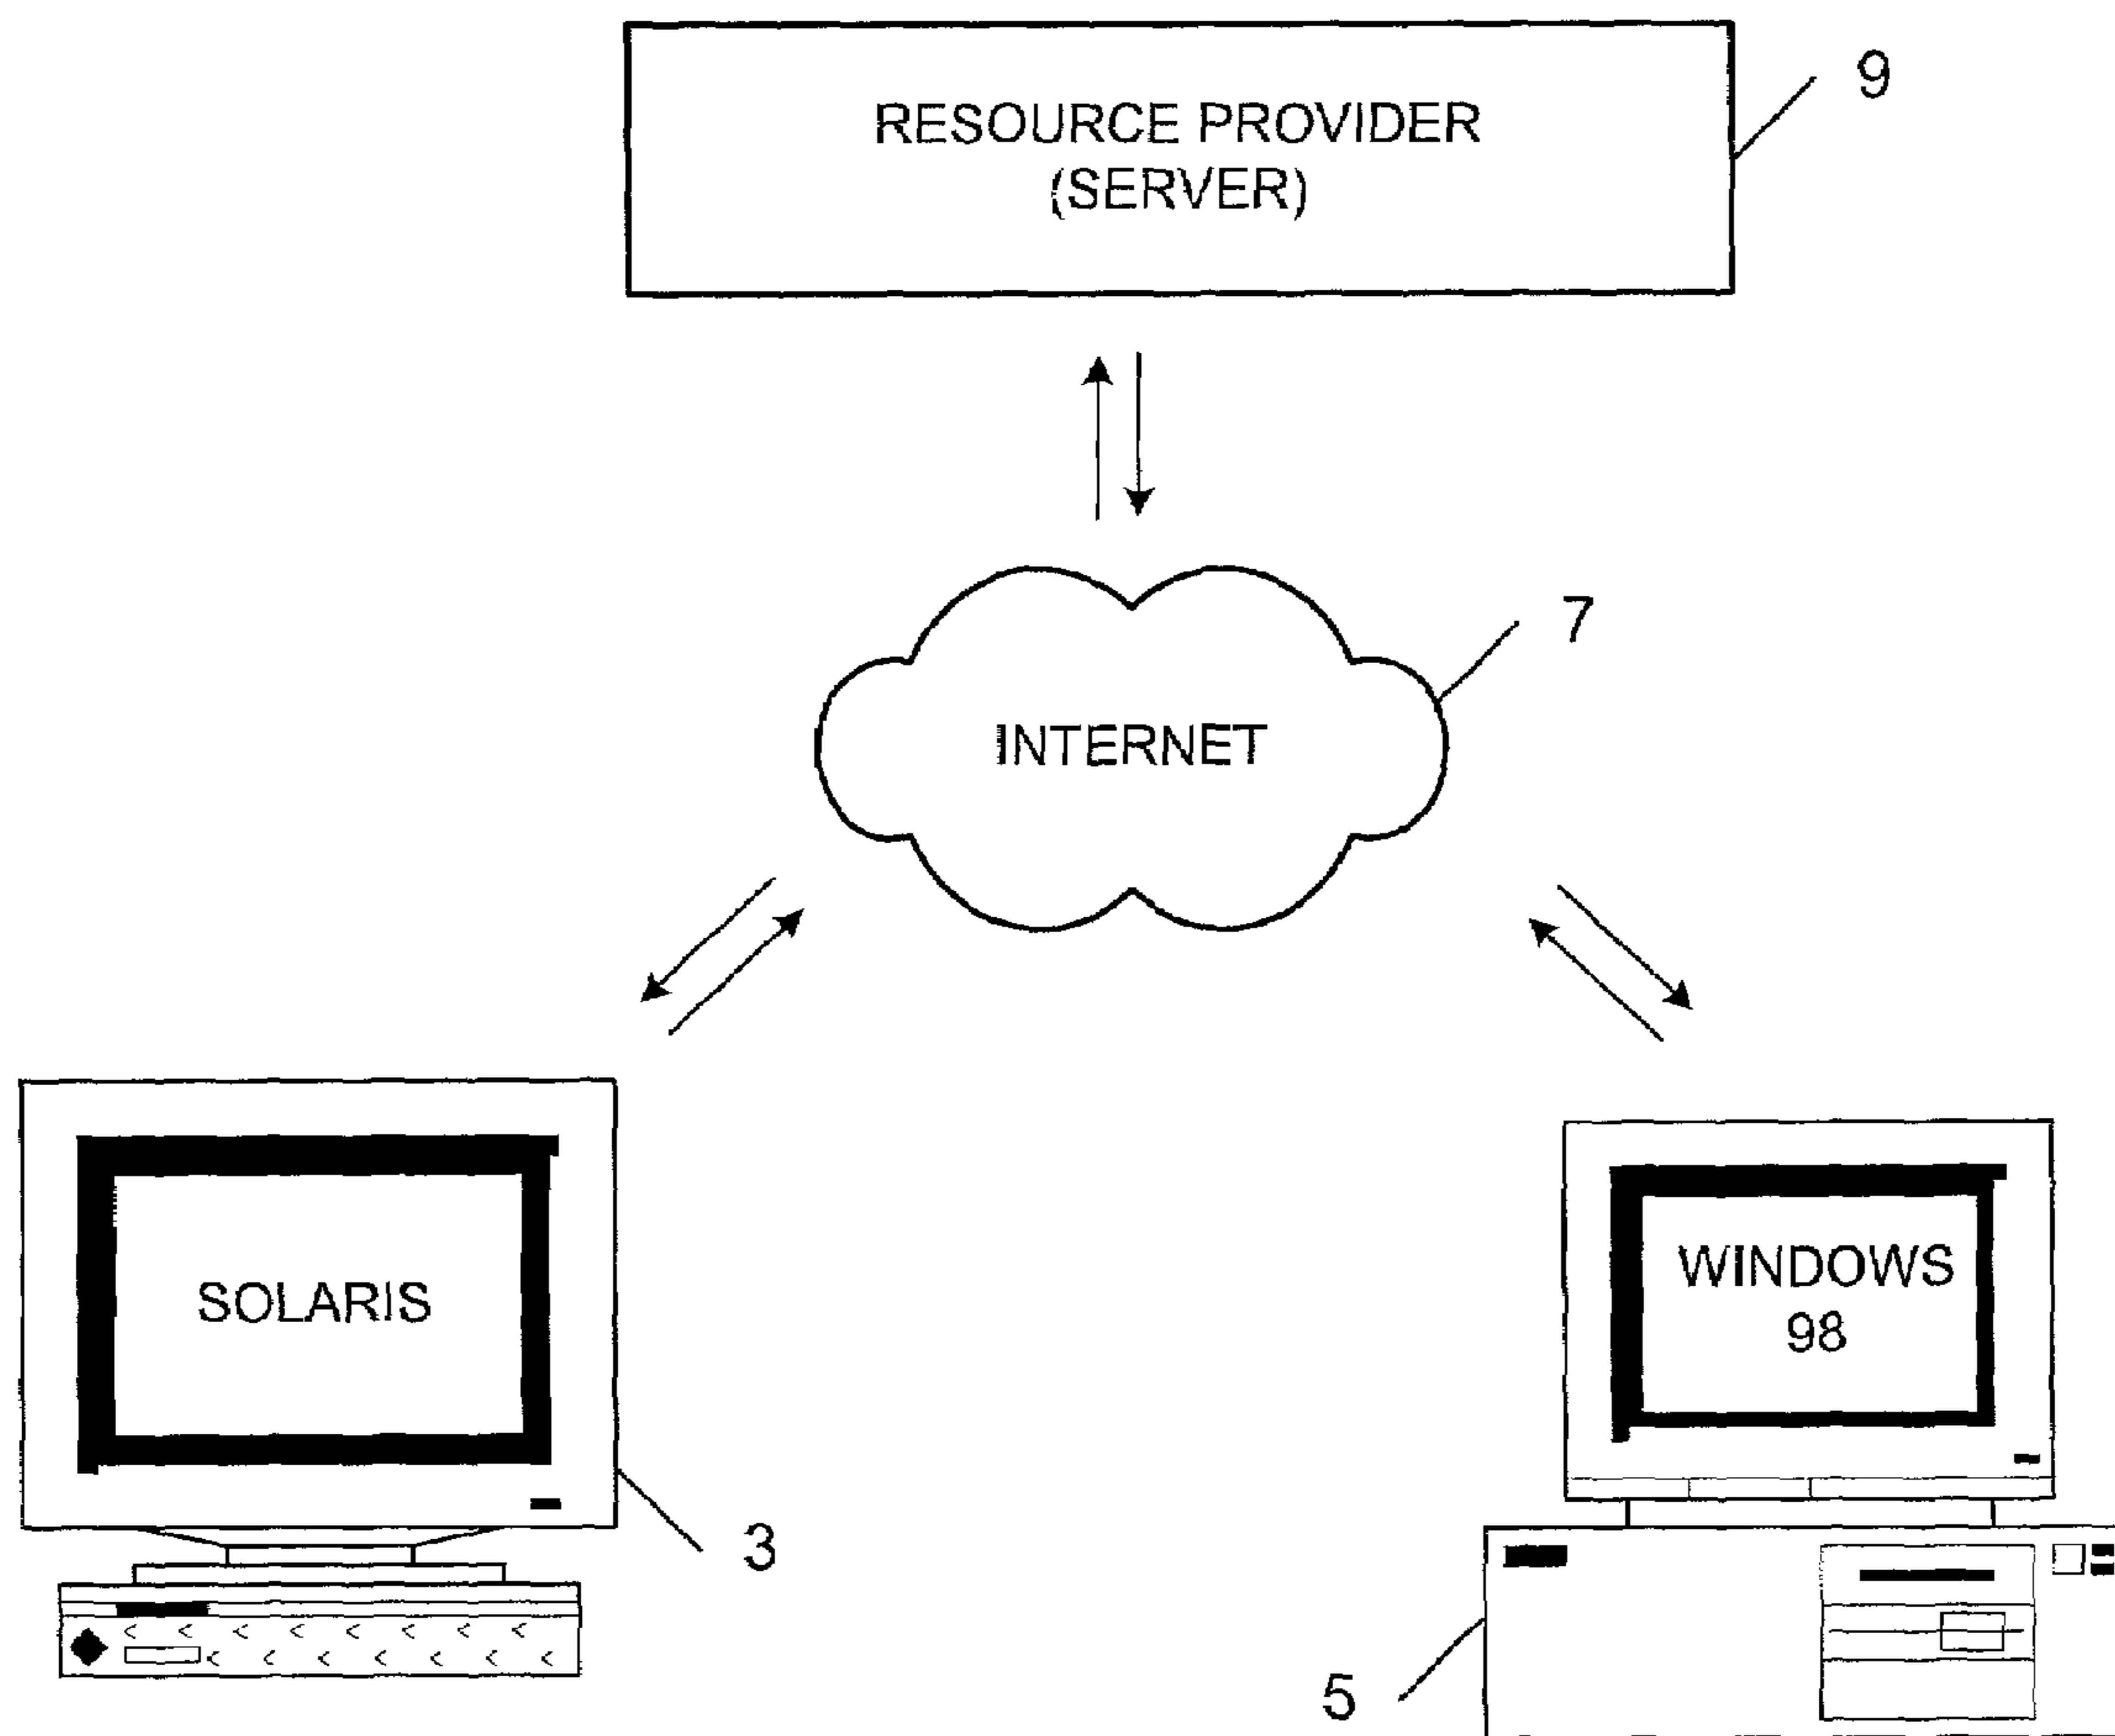 RESOURCE PROVIDER
(SERVER)
9
7
INTERNET
SOLARIS
WINDOWS
98
3
5